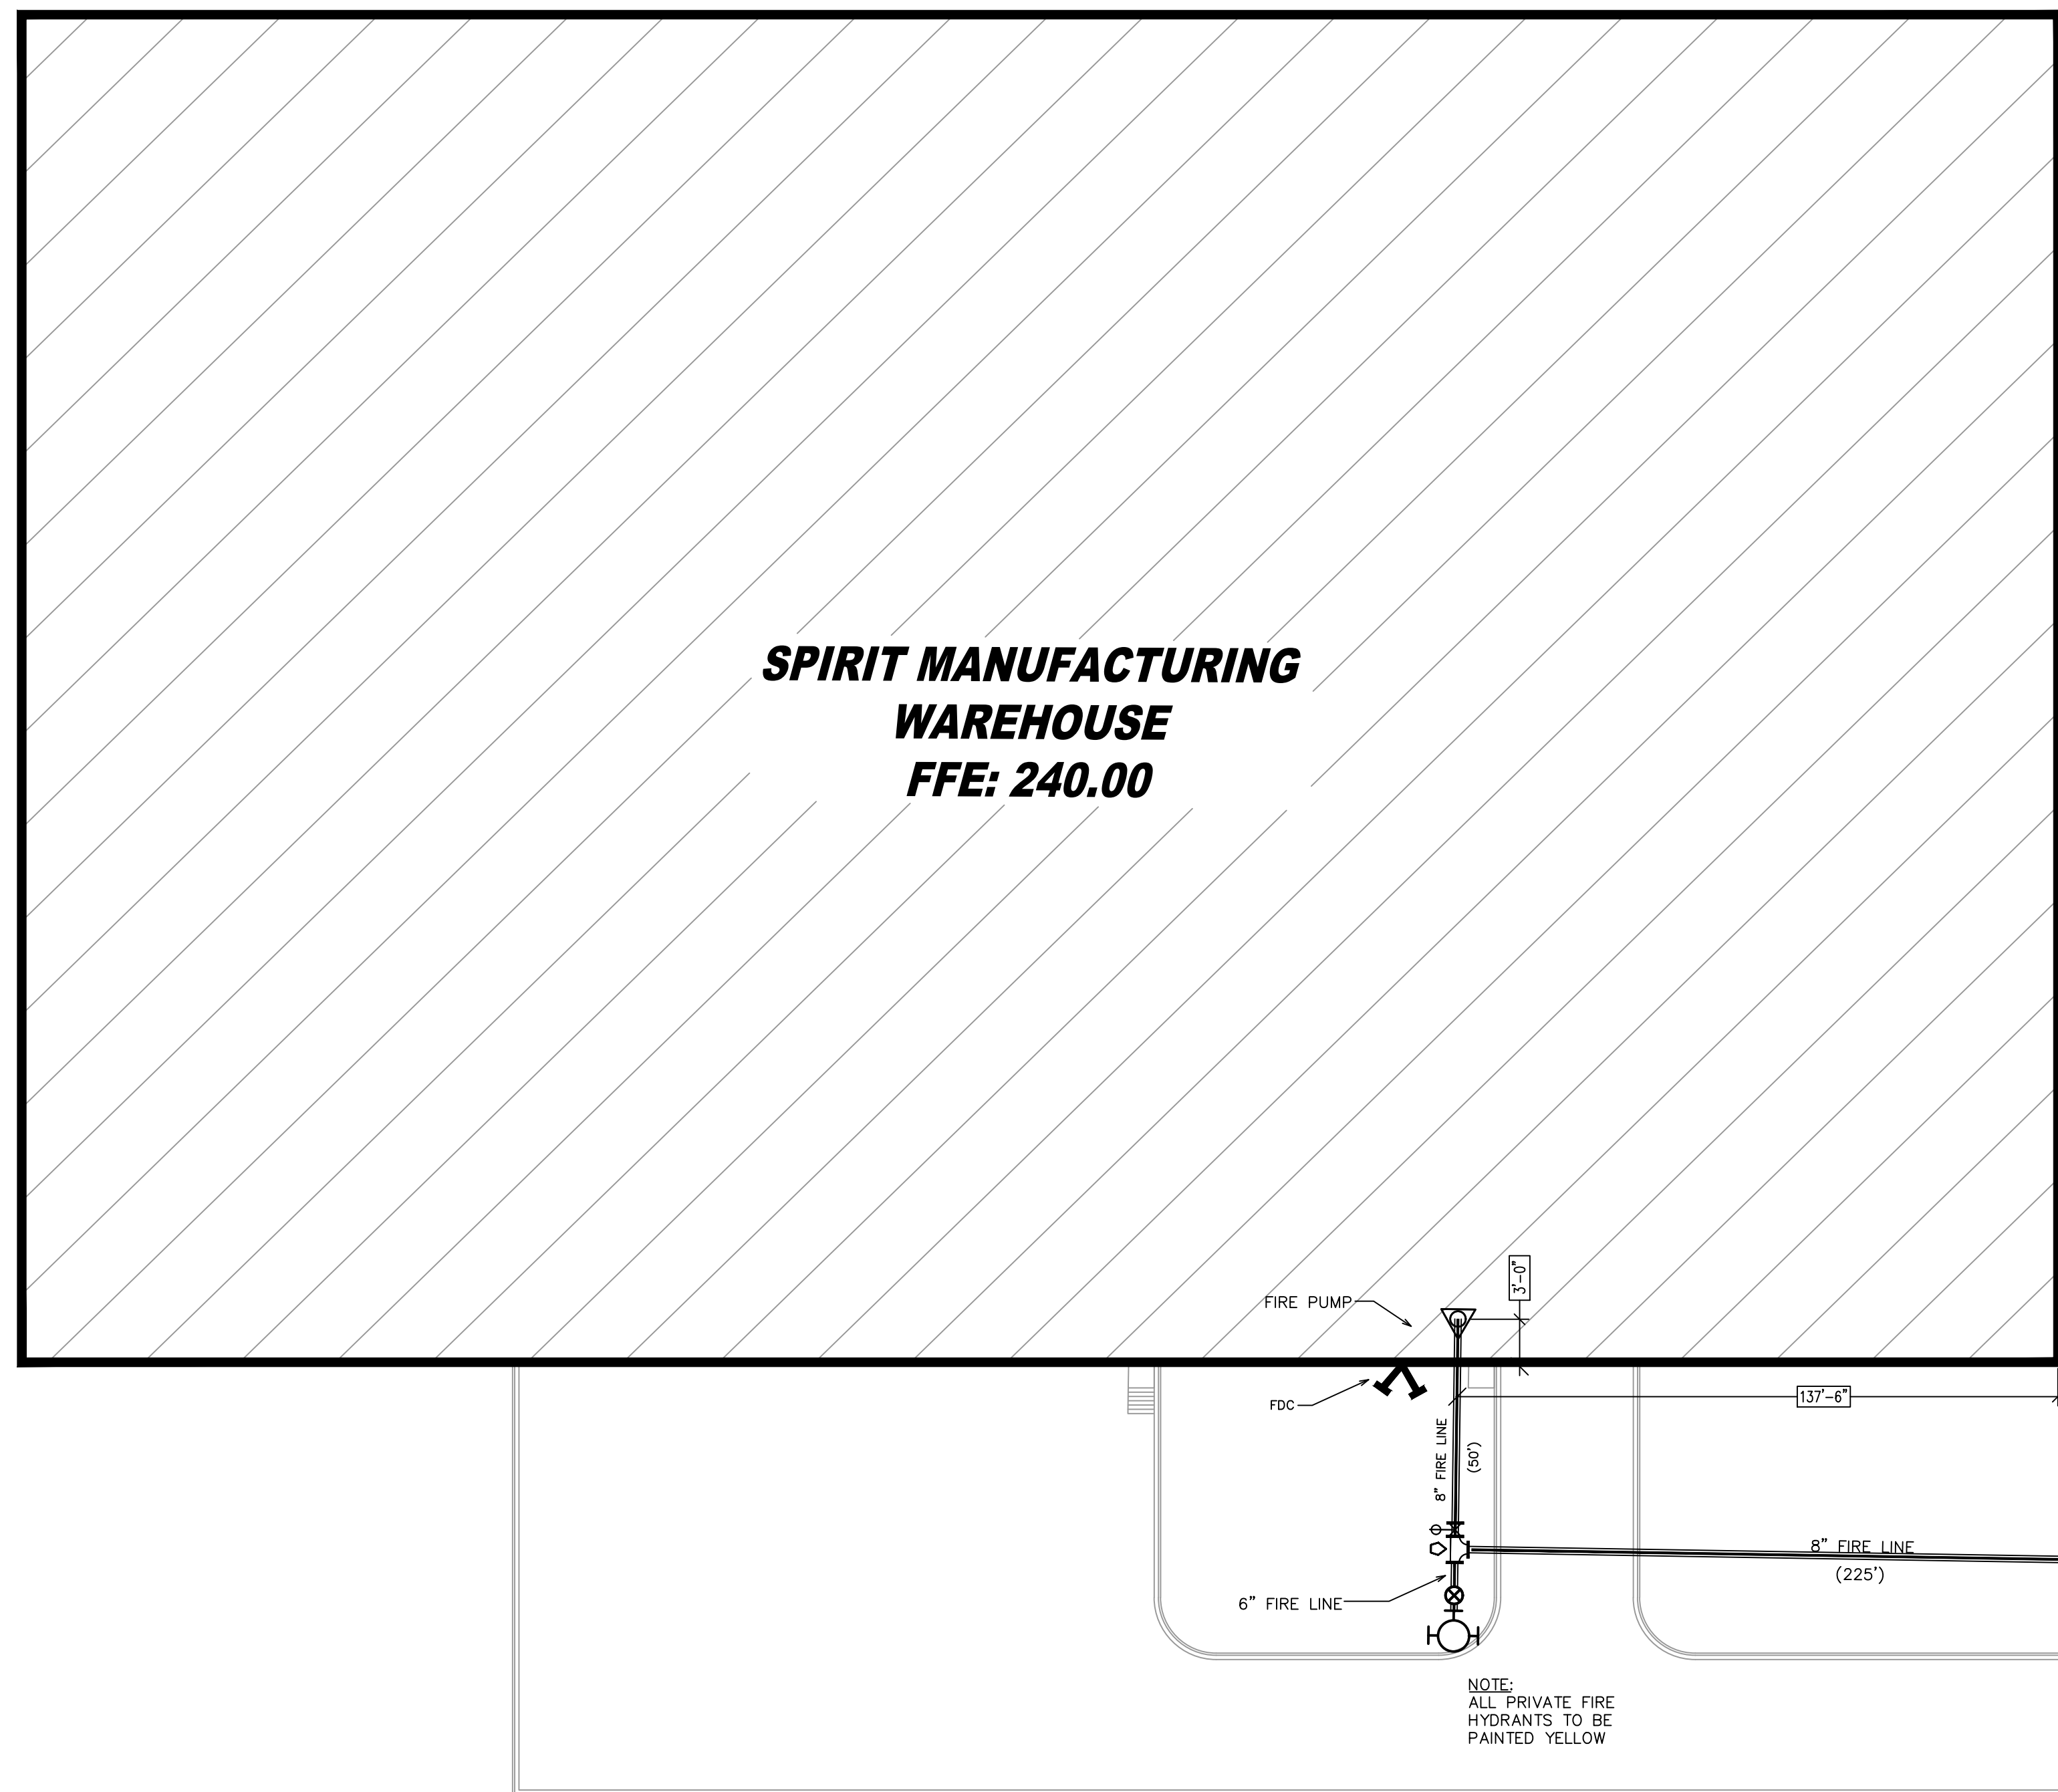 SPIRIT MANUFACTURING
WAREHOUSE
FFE: 240.00
3'-0"
FIRE PUMP
137'-6"
FDC
8" FIRE LINE
(50')
8" FIRE LINE
(225')
6" FIRE LINE
NOTE:
ALL PRIVATE FIRE
HYDRANTS TO BE
PAINTED YELLOW